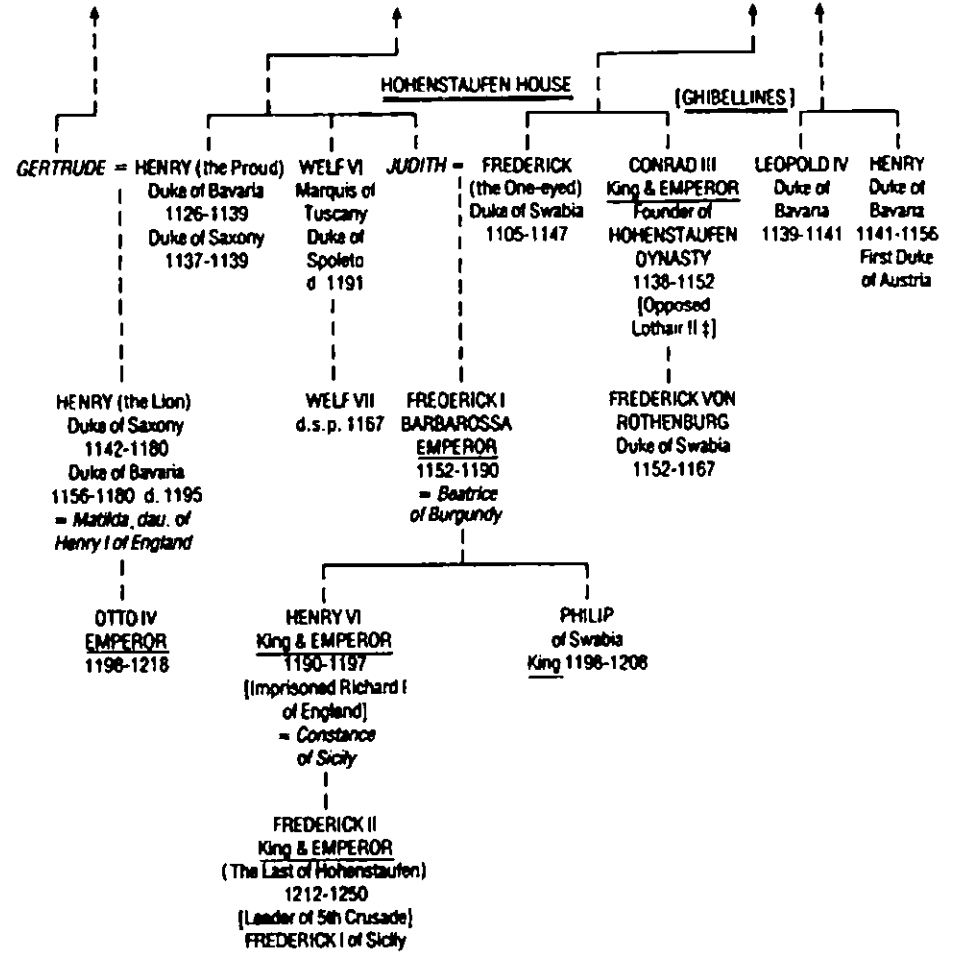 HOHENSTAUFEN HOUSE
[GHIBELLINES]
GERTRUDE = HENRY (the Proud)
Duke of Bavaria
1126-1139
Duke of Saxony
1137-1139
WELF VI
Marquis of
Tuscany
Duke of
Spoleto
d 1191
JUDITH =
FREDERICK
(the One-eyed)
Duke of Swabia
1105-1147
CONRAD III
King & EMPEROR
Founder of
HOHENSTAUFEN
DYNASTY
1138-1152
[Opposed
Lothair II ‡]
LEOPOLD IV
Duke of
Bavaria
1139-1141
HENRY
Duke of
Bavaria
1141-1156
First Duke
of Austria
HENRY (the Lion)
Duke of Saxony
1142-1180
Duke of Bavaria
1156-1180 d. 1195
= Matilda, dau. of
Henry I of England
WELF VII
d.s.p. 1167
FREDERICK I
BARBAROSSA
EMPEROR
1152-1190
= Beatrice
of Burgundy
FREDERICK VON
ROTHENBURG
Duke of Swabia
1152-1167
OTTO IV
EMPEROR
1198-1218
HENRY VI
King & EMPEROR
1190-1197
[Imprisoned Richard I
of England]
= Constance
of Sicily
PHILIP
of Swabia
King 1198-1208
FREDERICK II
King & EMPEROR
(The Last of Hohenstaufen)
1212-1250
[Leader of 5th Crusade]
FREDERICK I of Sicily